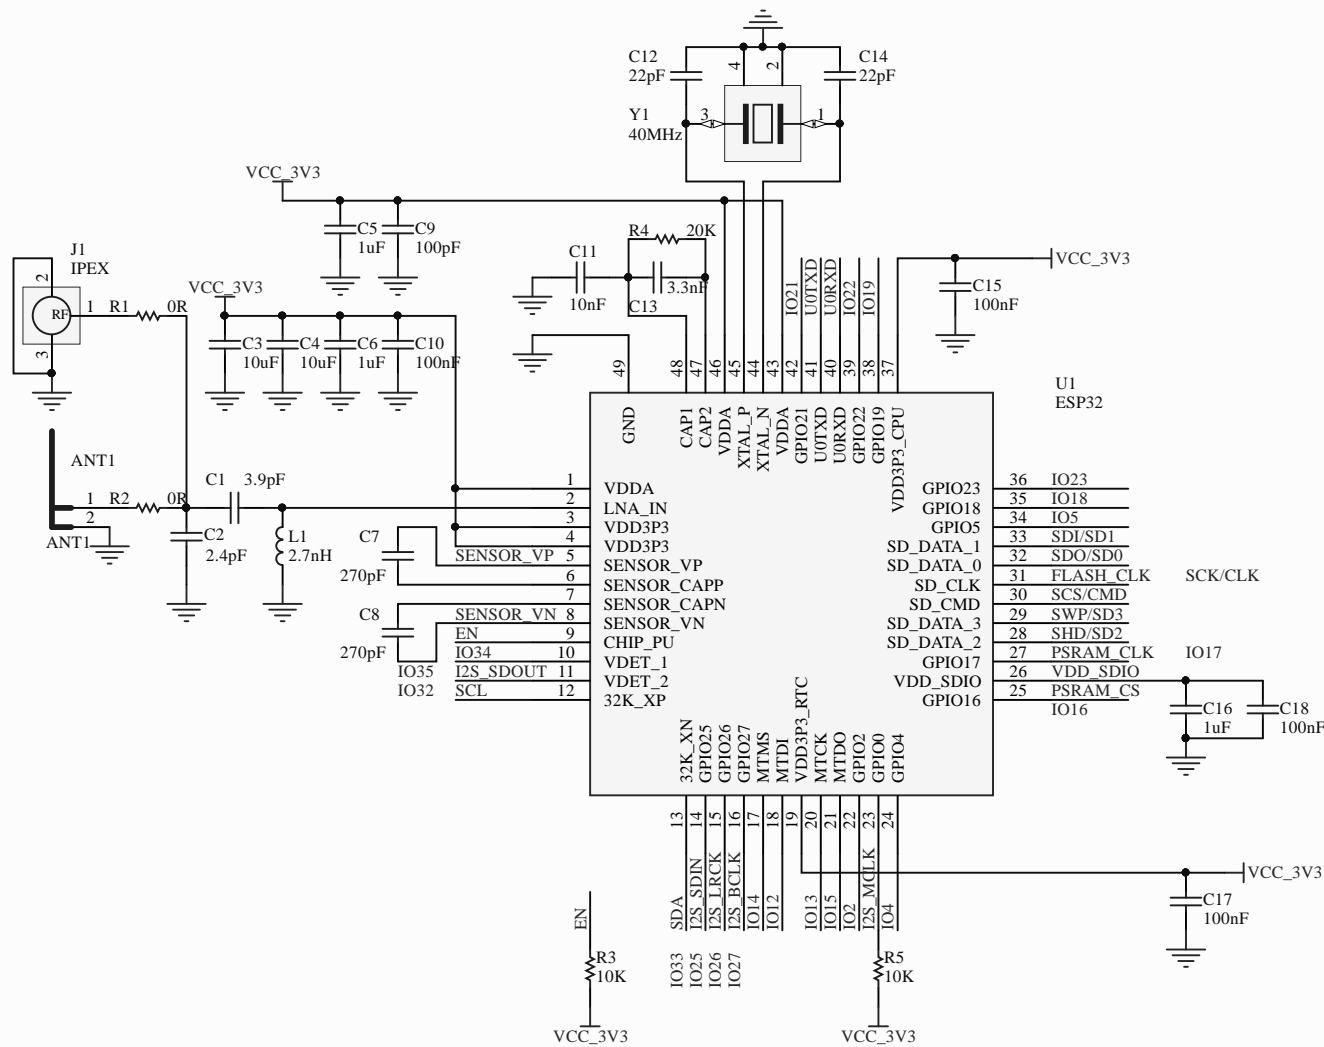 C12
22pF
C14
22pF
4
2
Y1
40MHz
3
1
VCC_3V3
C5
1uF
C9
100pF
R4
20K
C11
10nF
C13
3.3nF
J1
IPEX
2
RF
1
3
R1
0R
VCC_3V3
C3
10uF
C4
10uF
C6
1uF
C10
100nF
IO21
U0TXD
U0RXD
IO22
IO19
VCC_3V3
C15
100nF
49
48
47
46
45
44
43
42
41
40
39
38
37
U1
ESP32
GND
CAP1
CAP2
VDDA
XTAL_P
XTAL_N
VDDA
GPIO21
U0TXD
U0RXD
GPIO22
GPIO19
VDD3P3_CPU
ANT1
1
2
ANT1
R2
0R
C1
3.9pF
C2
2.4pF
L1
2.7nH
C7
270pF
C8
270pF
1 VDDA
2 LNA_IN
3 VDD3P3
4 VDD3P3
SENSOR_VP 5 SENSOR_VP
6 SENSOR_CAPP
7 SENSOR_CAPN
SENSOR_VN 8 SENSOR_VN
EN 9 CHIP_PU
IO34 10 VDET_1
IO35 I2S_SDOUT 11 VDET_2
IO32 SCL 12 32K_XP
GPIO23 36 IO23
GPIO18 35 IO18
GPIO5 34 IO5
SD_DATA_1 33 SDI/SD1
SD_DATA_0 32 SDO/SD0
SD_CLK 31 FLASH_CLK SCK/CLK
SD_CMD 30 SCS/CMD
SD_DATA_3 29 SWP/SD3
SD_DATA_2 28 SHD/SD2
GPIO17 27 PSRAM_CLK IO17
VDD_SDIO 26 VDD_SDIO
GPIO16 25 PSRAM_CS
IO16
C16
1uF
C18
100nF
32K_XN
GPIO25
GPIO26
GPIO27
MTMS
MTDI
VDD3P3_RTC
MTCK
MTDO
GPIO2
GPIO0
GPIO4
13
14
15
16
17
18
19
20
21
22
23
24
SDA
I2S_SDIN
I2S_LRCK
I2S_BCLK
IO14
IO12
IO13
IO15
IO2
I2S_MCLK
IO4
IO33
IO25
IO26
IO27
VCC_3V3
C17
100nF
EN
R3
10K
VCC_3V3
R5
10K
VCC_3V3